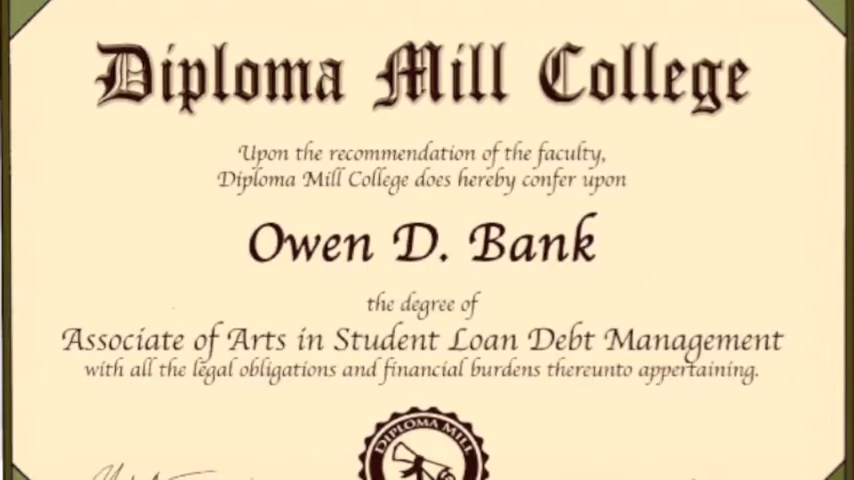 Diploma Mill College
Upon the recommendation of the faculty,
Diploma Mill College does hereby confer upon
Owen D. Bank
the degree of
Associate of Arts in Student Loan Debt Management
with all the legal obligations and financial burdens thereunto appertaining.
DIPLOMA MILL